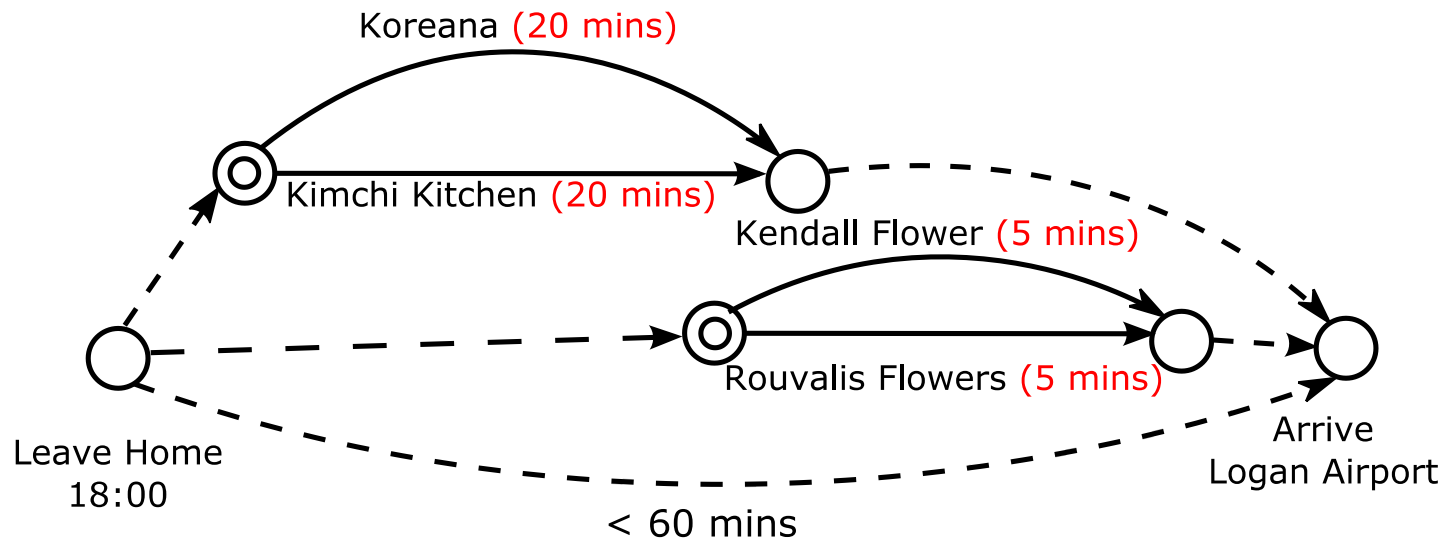 Koreana (20 mins)
Kimchi Kitchen (20 mins)
Kendall Flower (5 mins)
Rouvalis Flowers (5 mins)
Leave Home
18:00
Arrive
Logan Airport
< 60 mins